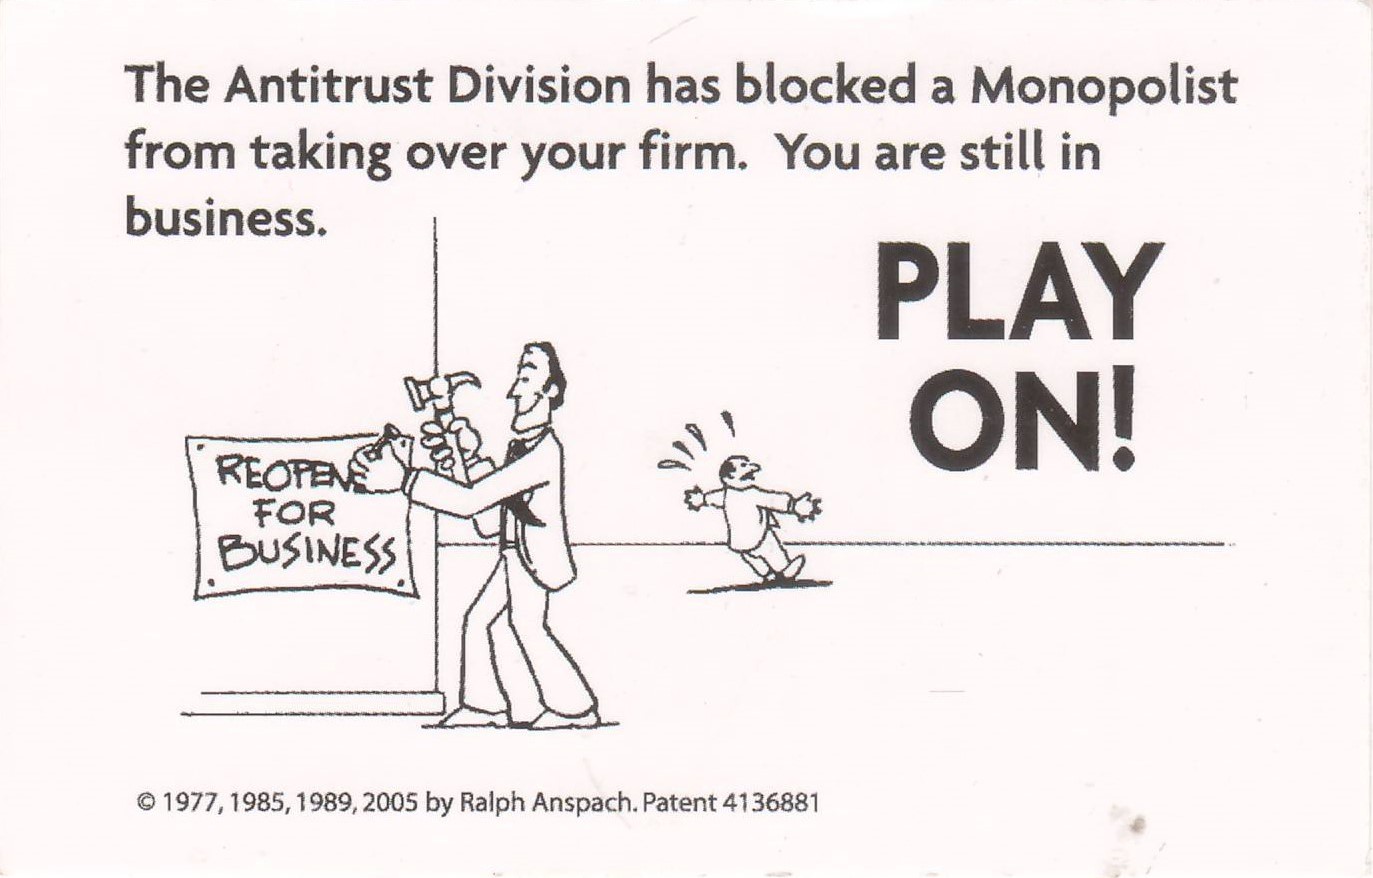 The Antitrust Division has blocked a Monopolist
from taking over your firm. You are still in
business.
PLAY
ON!
REOPEN
FOR
BUSINESS
© 1977, 1985, 1989, 2005 by Ralph Anspach. Patent 4136881